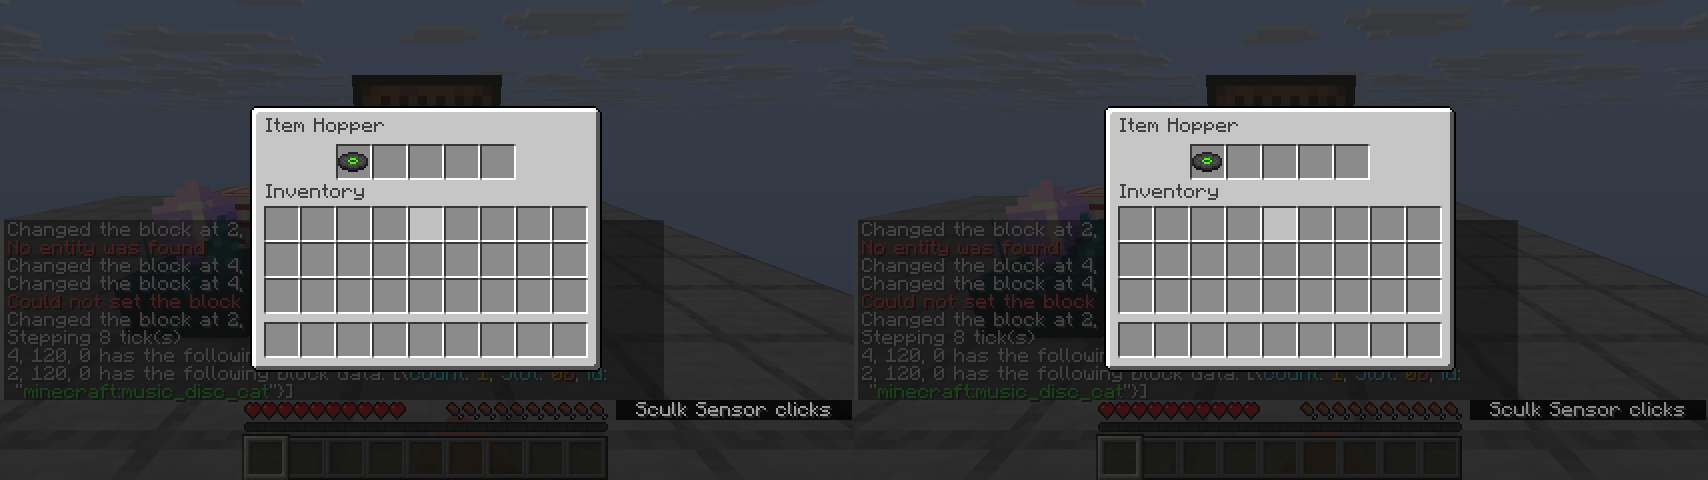 Item Hopper
Inventory
Changed the block at 2,
No entity was found
Changed the block at 4,
Changed the block at 4,
Could not set the block
Changed the block at 2,
Stepping 8 tick(s)
4, 120, 0 has the followin
2, 120, 0 has the following block data: [{count: 1, Slot: 0b, id:
"minecraft:music_disc_cat"}]
Sculk Sensor clicks
Item Hopper
Inventory
Changed the block at 2,
No entity was found
Changed the block at 4,
Changed the block at 4,
Could not set the block
Changed the block at 2,
Stepping 8 tick(s)
4, 120, 0 has the followin
2, 120, 0 has the following block data: [{count: 1, Slot: 0b, id:
"minecraft:music_disc_cat"}]
Sculk Sensor clicks